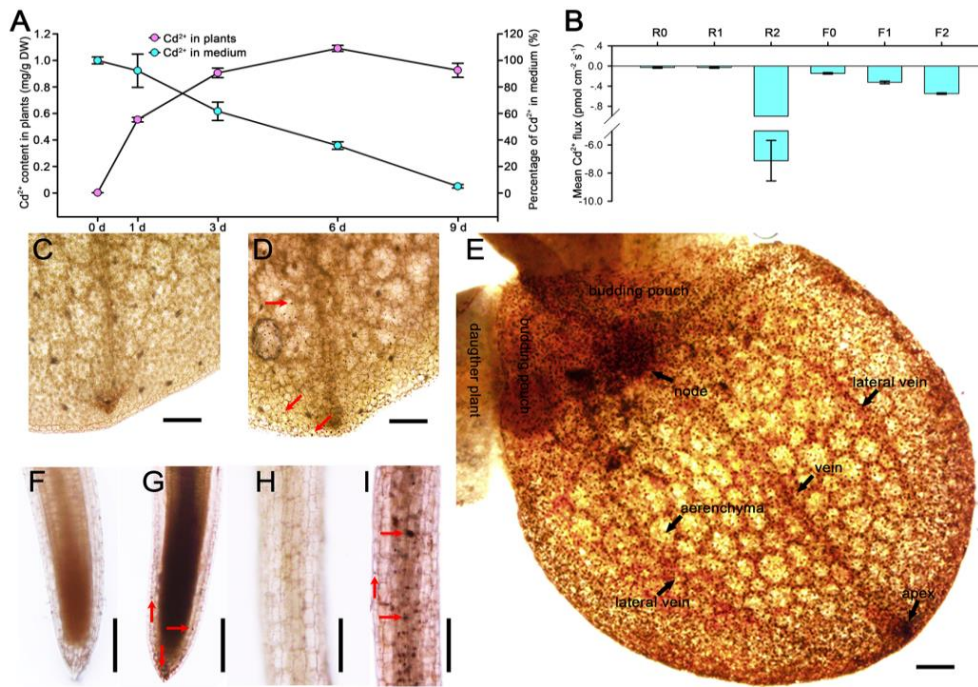 A
Cd²⁺ content in plants (mg/g DW)
1.2
1.0
0.8
0.6
0.4
0.2
0
Cd²⁺ in plants
Cd²⁺ in medium
120
100
80
60
40
20
0
Percentage of Cd²⁺ in medium (%)
0 d
1 d
3 d
6 d
9 d
B
R0 R1 R2 F0 F1 F2
Mean Cd²⁺ flux (pmol cm⁻² s⁻¹)
.4
0.0
-.4
-.8
-6.0
-8.0
-10.0
C
D
E
budding pouch
budding pouch
daugther plant
node
lateral vein
vein
aerenchyma
lateral vein
apex
F
G
H
I